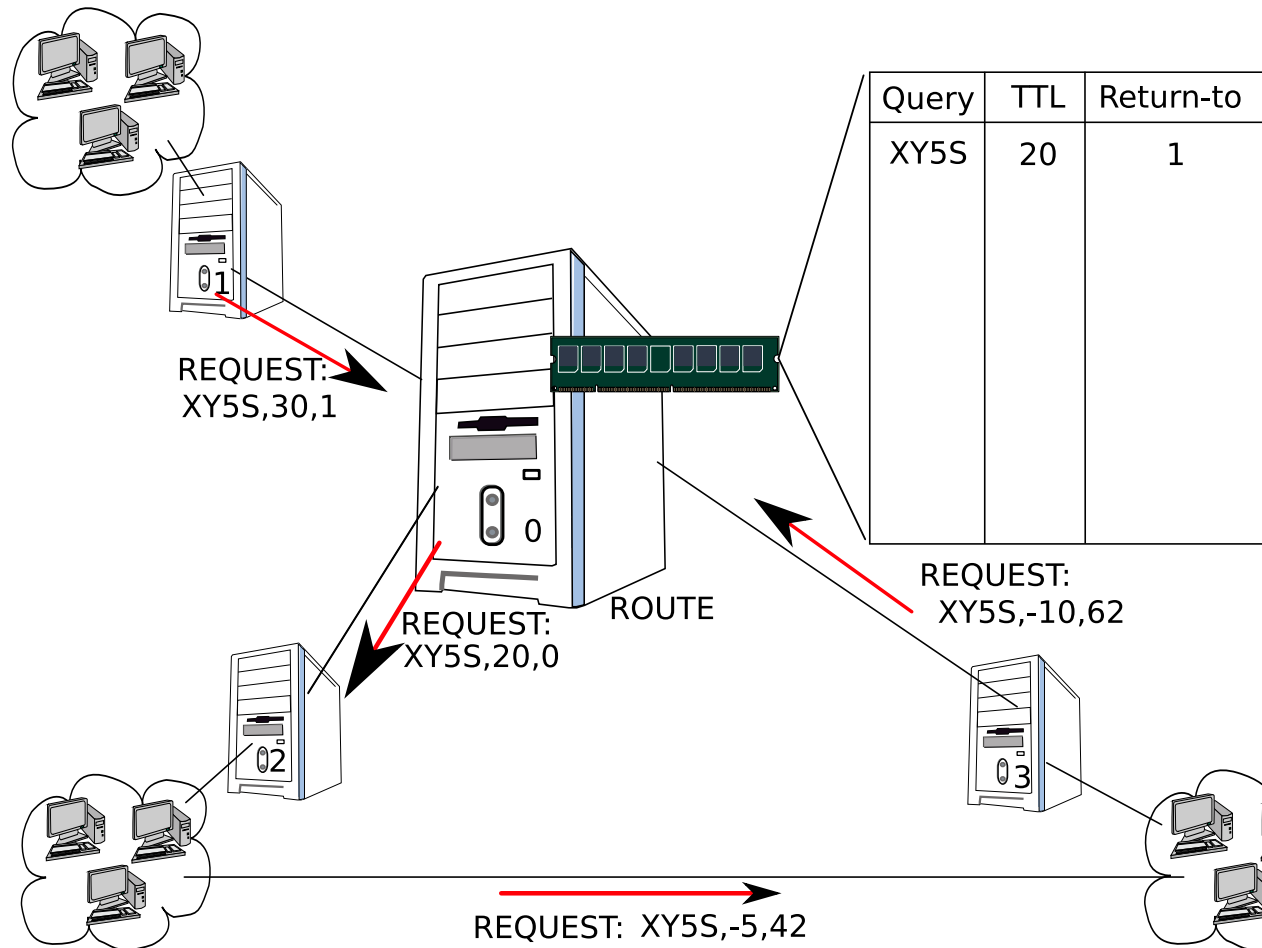 Query TTL Return-to
XY5S 20 1
1
REQUEST:
XY5S,30,1
0
ROUTE
REQUEST:
XY5S,-10,62
REQUEST:
XY5S,20,0
2
3
REQUEST: XY5S,-5,42